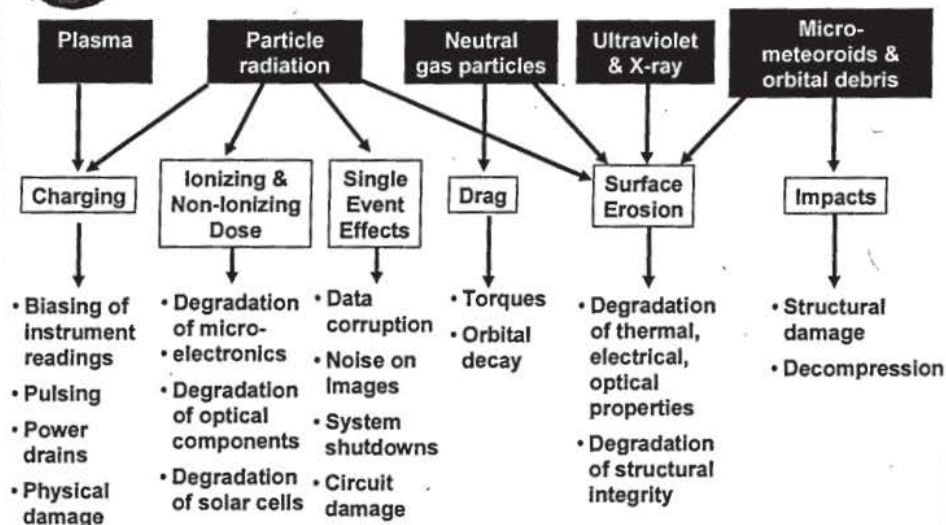 Plasma
Particle
radiation
Neutral
gas particles
Ultraviolet
& X-ray
Micro-
meteoroids &
orbital debris
Charging
Ionizing &
Non-Ionizing
Dose
Single
Event
Effects
Drag
Surface
Erosion
Impacts
• Biasing of
instrument
readings
• Pulsing
• Power
drains
• Physical
damage
• Degradation
of micro-
• electronics
• Degradation
of optical
components
• Degradation
of solar cells
• Data
corruption
• Noise on
Images
• System
shutdowns
• Circuit
damage
• Torques
• Orbital
decay
• Degradation
of thermal,
electrical,
optical
properties
• Degradation
of structural
integrity
• Structural
damage
• Decompression